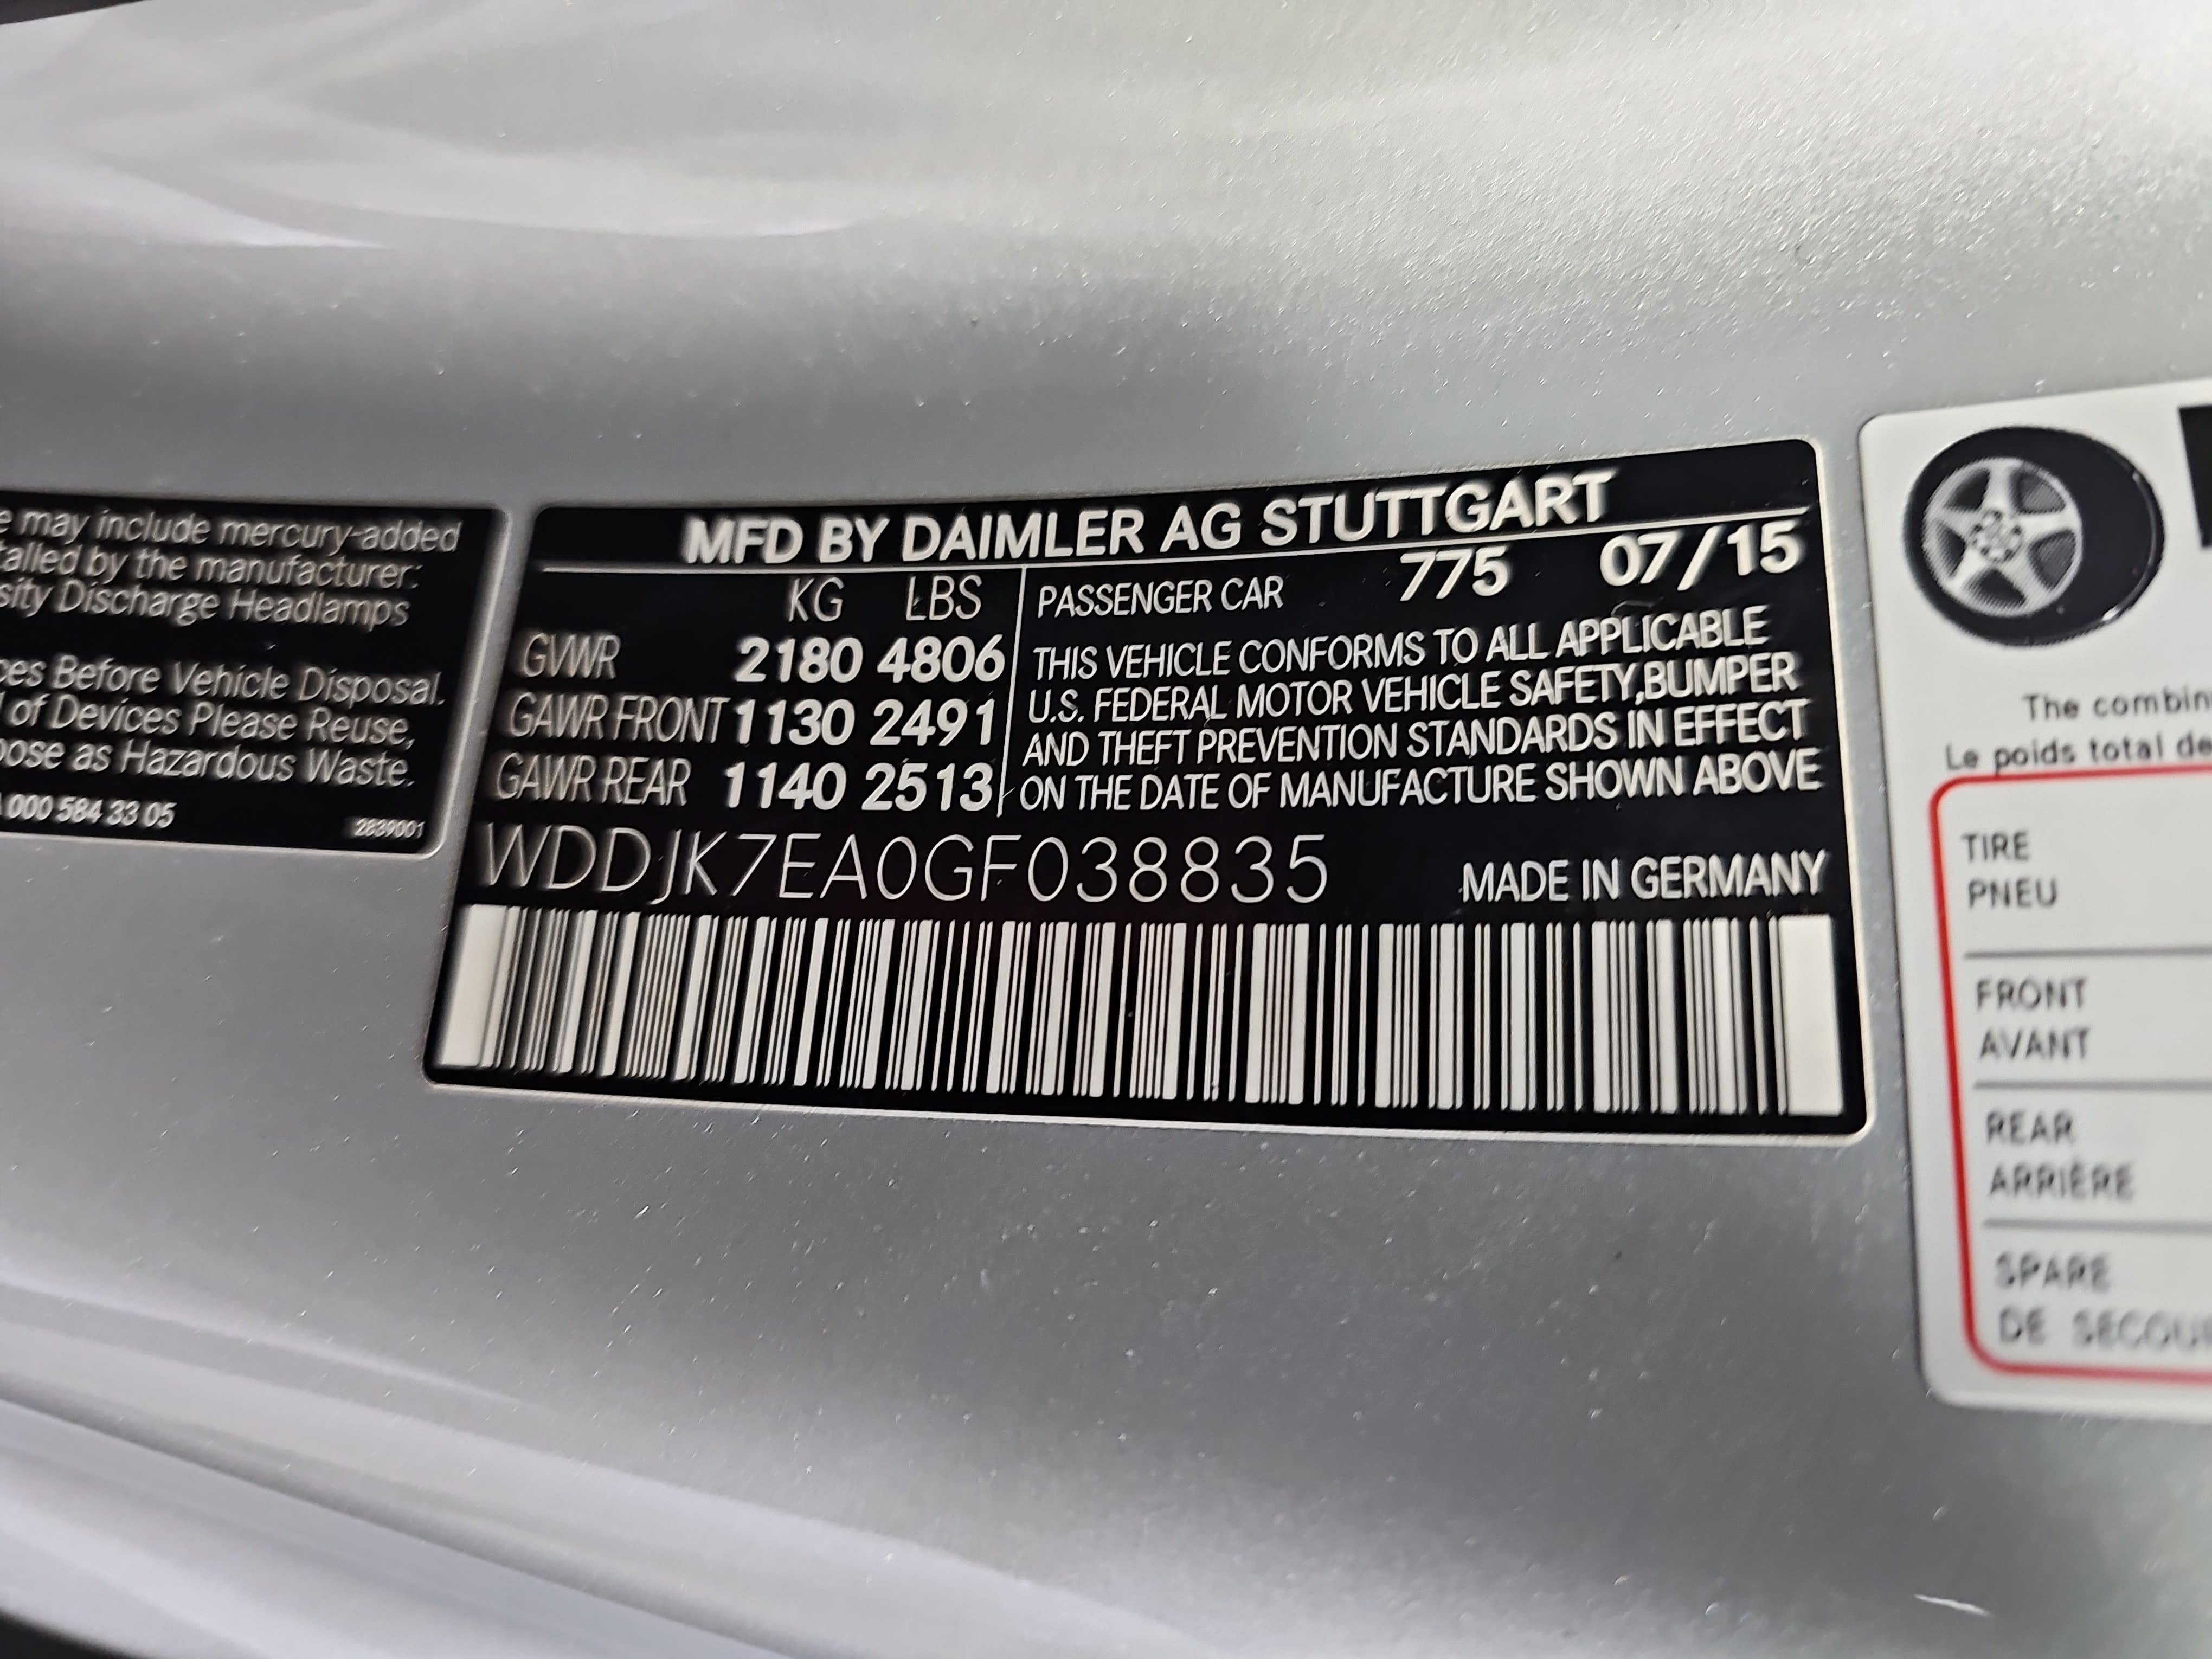 e may include mercury-added
talled by the manufacturer:
sity Discharge Headlamps
ces Before Vehicle Disposal.
of Devices Please Reuse,
pose as Hazardous Waste.
000 584 33 05
2839001
MFD BY DAIMLER AG STUTTGART
KG LBS
GVWR 2180 4806
GAWR FRONT 1130 2491
GAWR REAR 1140 2513
PASSENGER CAR 775 07/15
THIS VEHICLE CONFORMS TO ALL APPLICABLE
U.S. FEDERAL MOTOR VEHICLE SAFETY,BUMPER
AND THEFT PREVENTION STANDARDS IN EFFECT
ON THE DATE OF MANUFACTURE SHOWN ABOVE
WDDJK7EA0GF038835
MADE IN GERMANY
The combin
Le poids total de
TIRE
PNEU
FRONT
AVANT
REAR
ARRIÈRE
SPARE
DE SECOUR